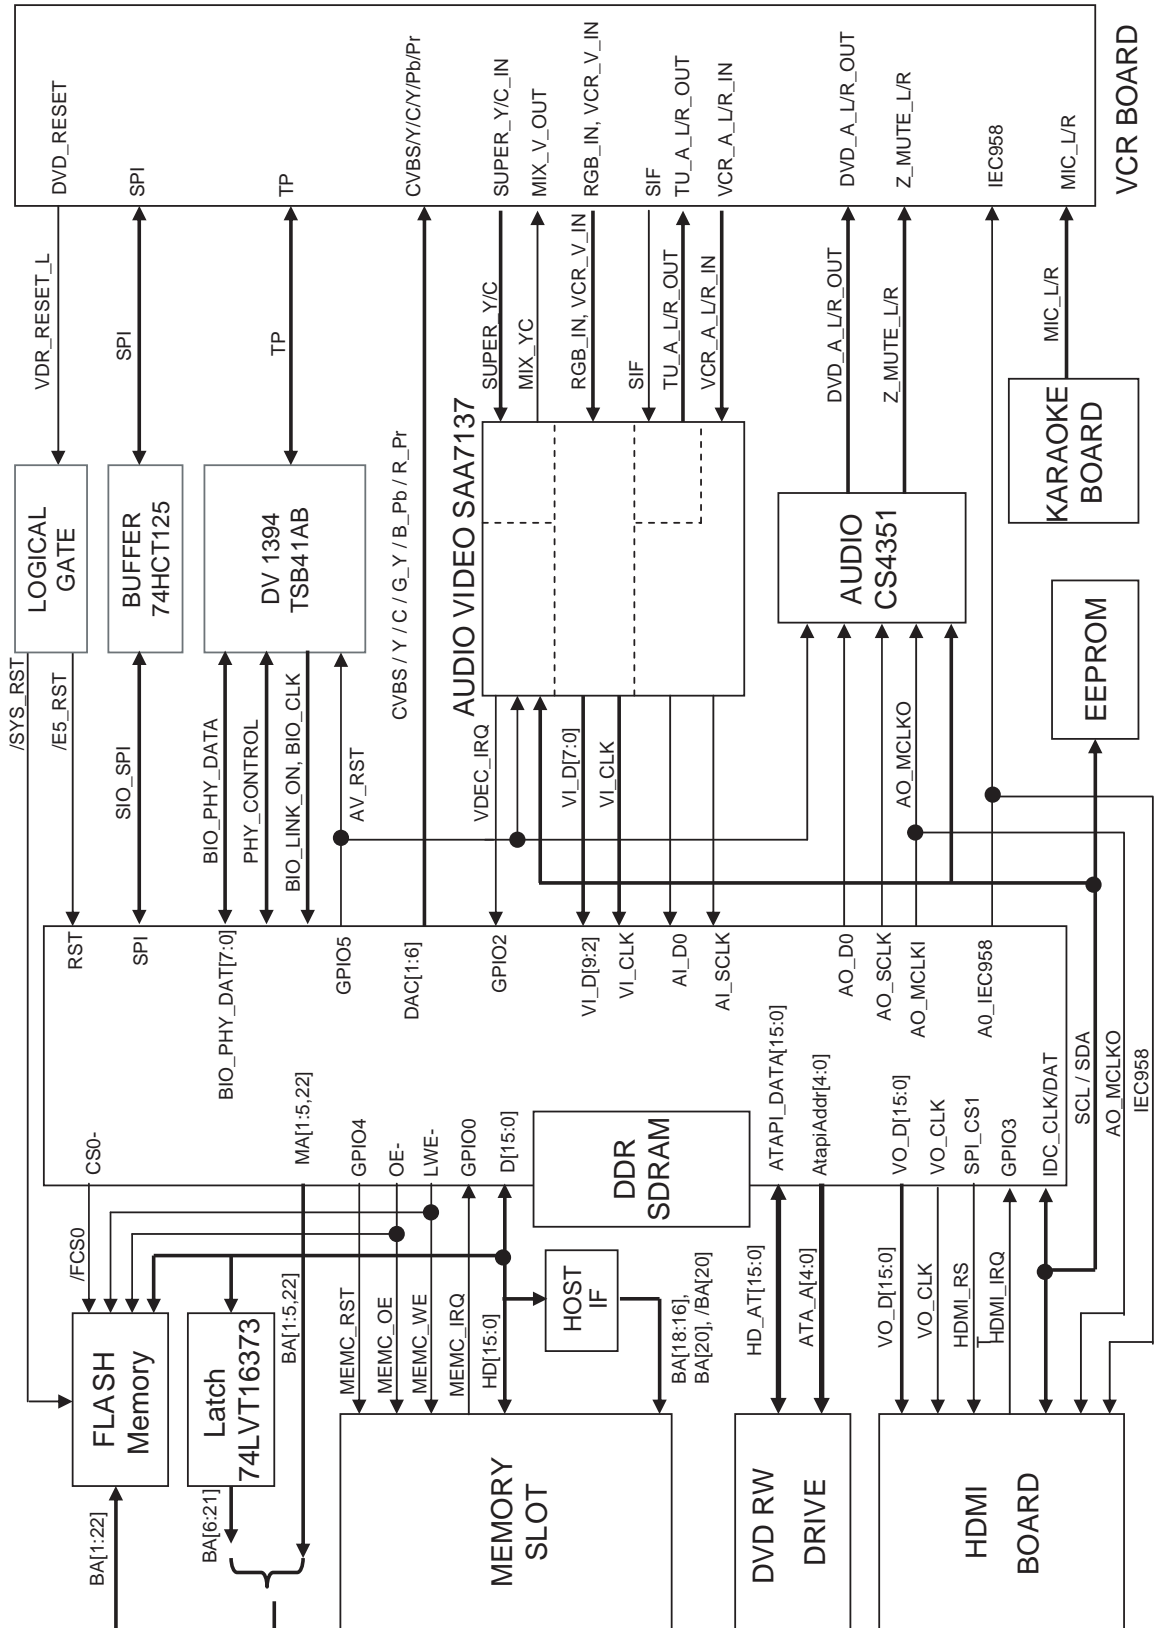 VCR BOARD
DVD_RESET
SPI
TP
CVBS/Y/C/Y/Pb/Pr
SUPER_Y/C_IN
MIX_V_OUT
RGB_IN, VCR_V_IN
SIF
TU_A_L/R_OUT
VCR_A_L/R_IN
DVD_A_L/R_OUT
Z_MUTE_L/R
IEC958
MIC_L/R
VDR_RESET_L
SPI
TP
SUPER_Y/C
MIX_YC
RGB_IN, VCR_V_IN
SIF
TU_A_L/R_OUT
VCR_A_L/R_IN
DVD_A_L/R_OUT
Z_MUTE_L/R
MIC_L/R
LOGICAL
GATE
BUFFER
74HCT125
DV 1394
TSB41AB
CVBS / Y / C / G_Y / B_Pb / R_Pr
AUDIO VIDEO SAA7137
AUDIO
CS4351
KARAOKE
BOARD
EEPROM
/SYS_RST
/E5_RST
SIO_SPI
BIO_PHY_DATA
PHY_CONTROL
BIO_LINK_ON, BIO_CLK
AV_RST
VDEC_IRQ
VI_D[7:0]
VI_CLK
AO_MCLKO
RST
SPI
BIO_PHY_DAT[7:0]
GPIO5
DAC[1:6]
GPIO2
VI_D[9:2]
VI_CLK
AI_D0
AI_SCLK
AO_D0
AO_SCLK
AO_MCLKI
A0_IEC958
SCL / SDA
AO_MCLKO
IEC958
CS0-
MA[1:5,22]
GPIO4
OE-
LWE-
GPIO0
D[15:0]
DDR
SDRAM
ATAPI_DATA[15:0]
AtapiAddr[4:0]
VO_D[15:0]
VO_CLK
SPI_CS1
GPIO3
IDC_CLK/DAT
/FCS0
BA[1:5,22]
MEMC_RST
MEMC_OE
MEMC_WE
MEMC_IRQ
HD[15:0]
HOST
IF
BA[18:16],
BA[20], /BA[20]
HD_AT[15:0]
ATA_A[4:0]
VO_D[15:0]
VO_CLK
HDMI_RS
T
HDMI_IRQ
FLASH
Memory
Latch
74LVT16373
BA[1:22]
BA[6:21]
MEMORY
SLOT
DVD RW
DRIVE
HDMI
BOARD